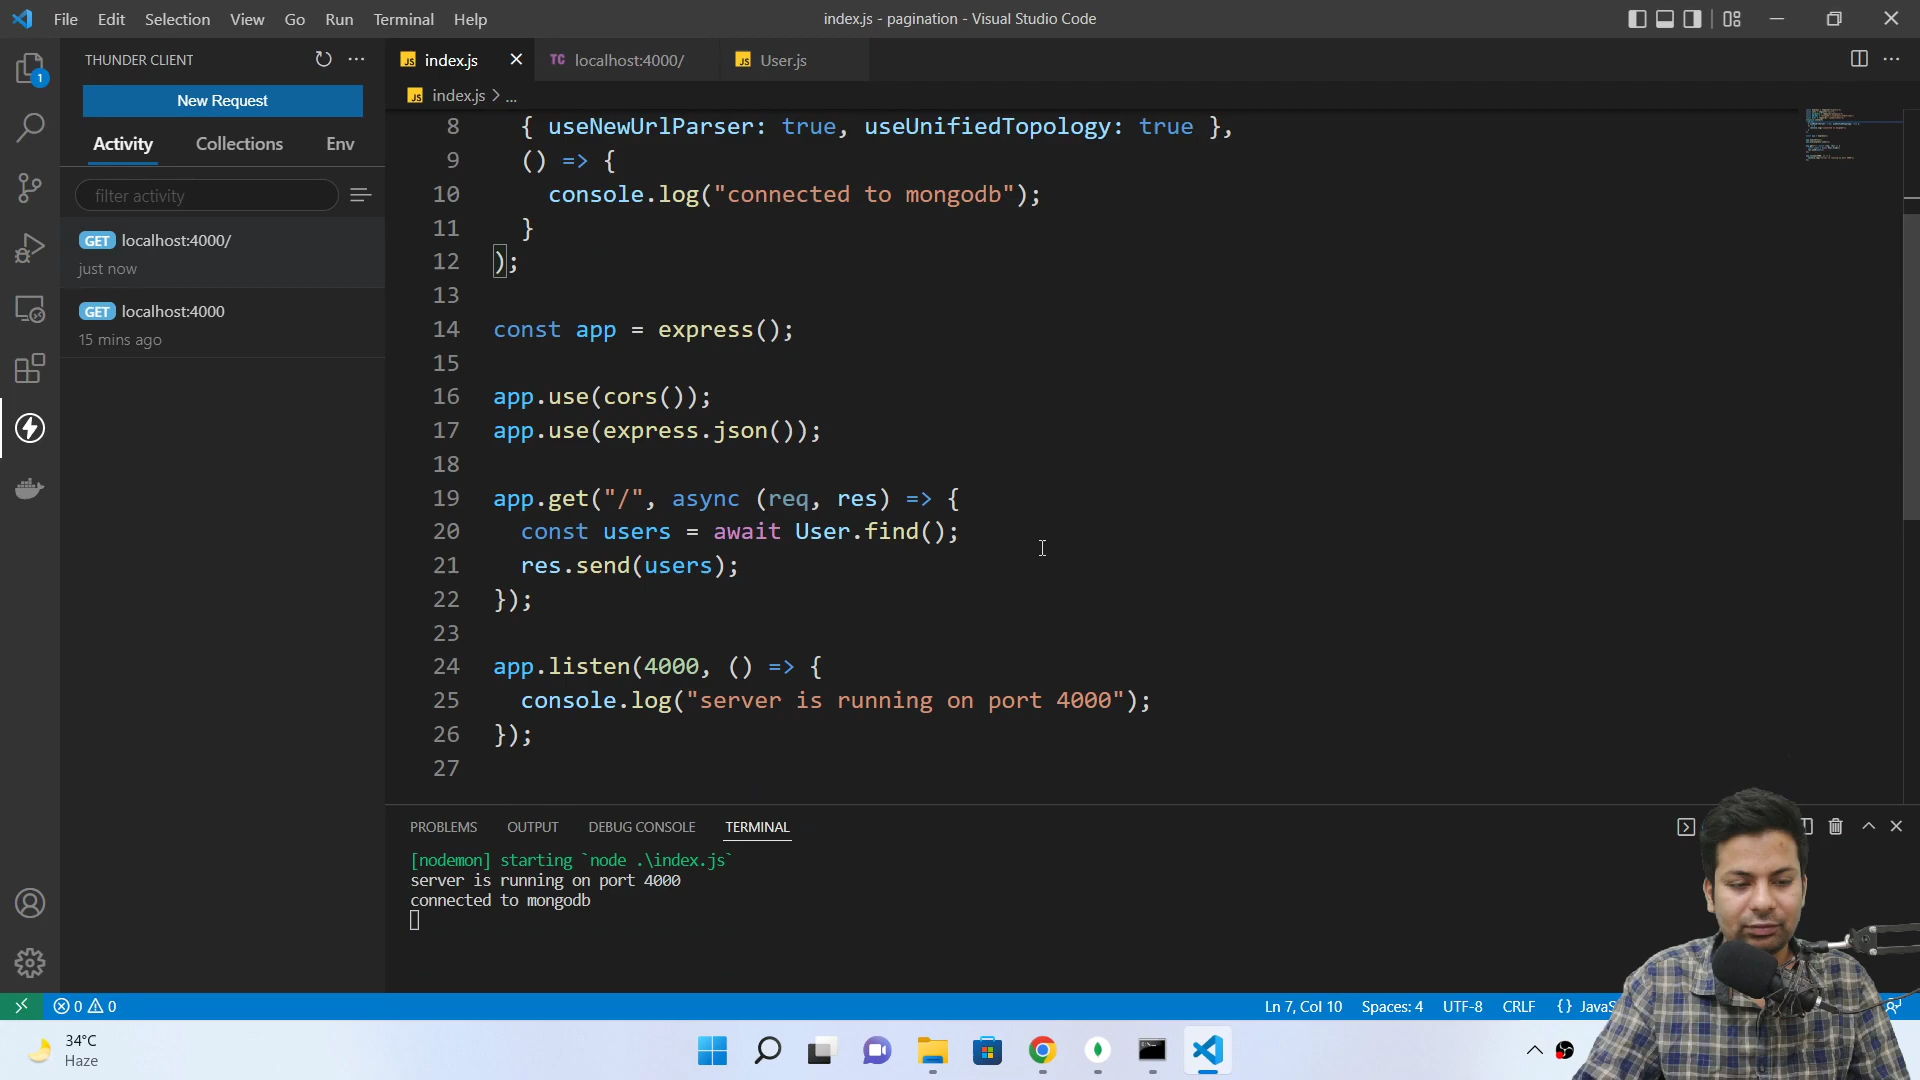 File Edit Selection View Go Run Terminal Help
index.js - pagination - Visual Studio Code
THUNDER CLIENT
New Request
Activity Collections Env
filter activity
GET localhost:4000/
just now
GET localhost:4000
15 mins ago
JS index.js
TC localhost:4000/
JS User.js
JS index.js > ...
8 { useNewUrlParser: true, useUnifiedTopology: true },
9 () => {
10 console.log("connected to mongodb");
11 }
12 );
13
14 const app = express();
15
16 app.use(cors());
17 app.use(express.json());
18
19 app.get("/", async (req, res) => {
20 const users = await User.find();
21 res.send(users);
22 });
23
24 app.listen(4000, () => {
25 console.log("server is running on port 4000");
26 });
27
PROBLEMS OUTPUT DEBUG CONSOLE TERMINAL
[nodemon] starting `node .\index.js`
server is running on port 4000
connected to mongodb
1
0 0
Ln 7, Col 10 Spaces: 4 UTF-8 CRLF {}
34°C
Haze